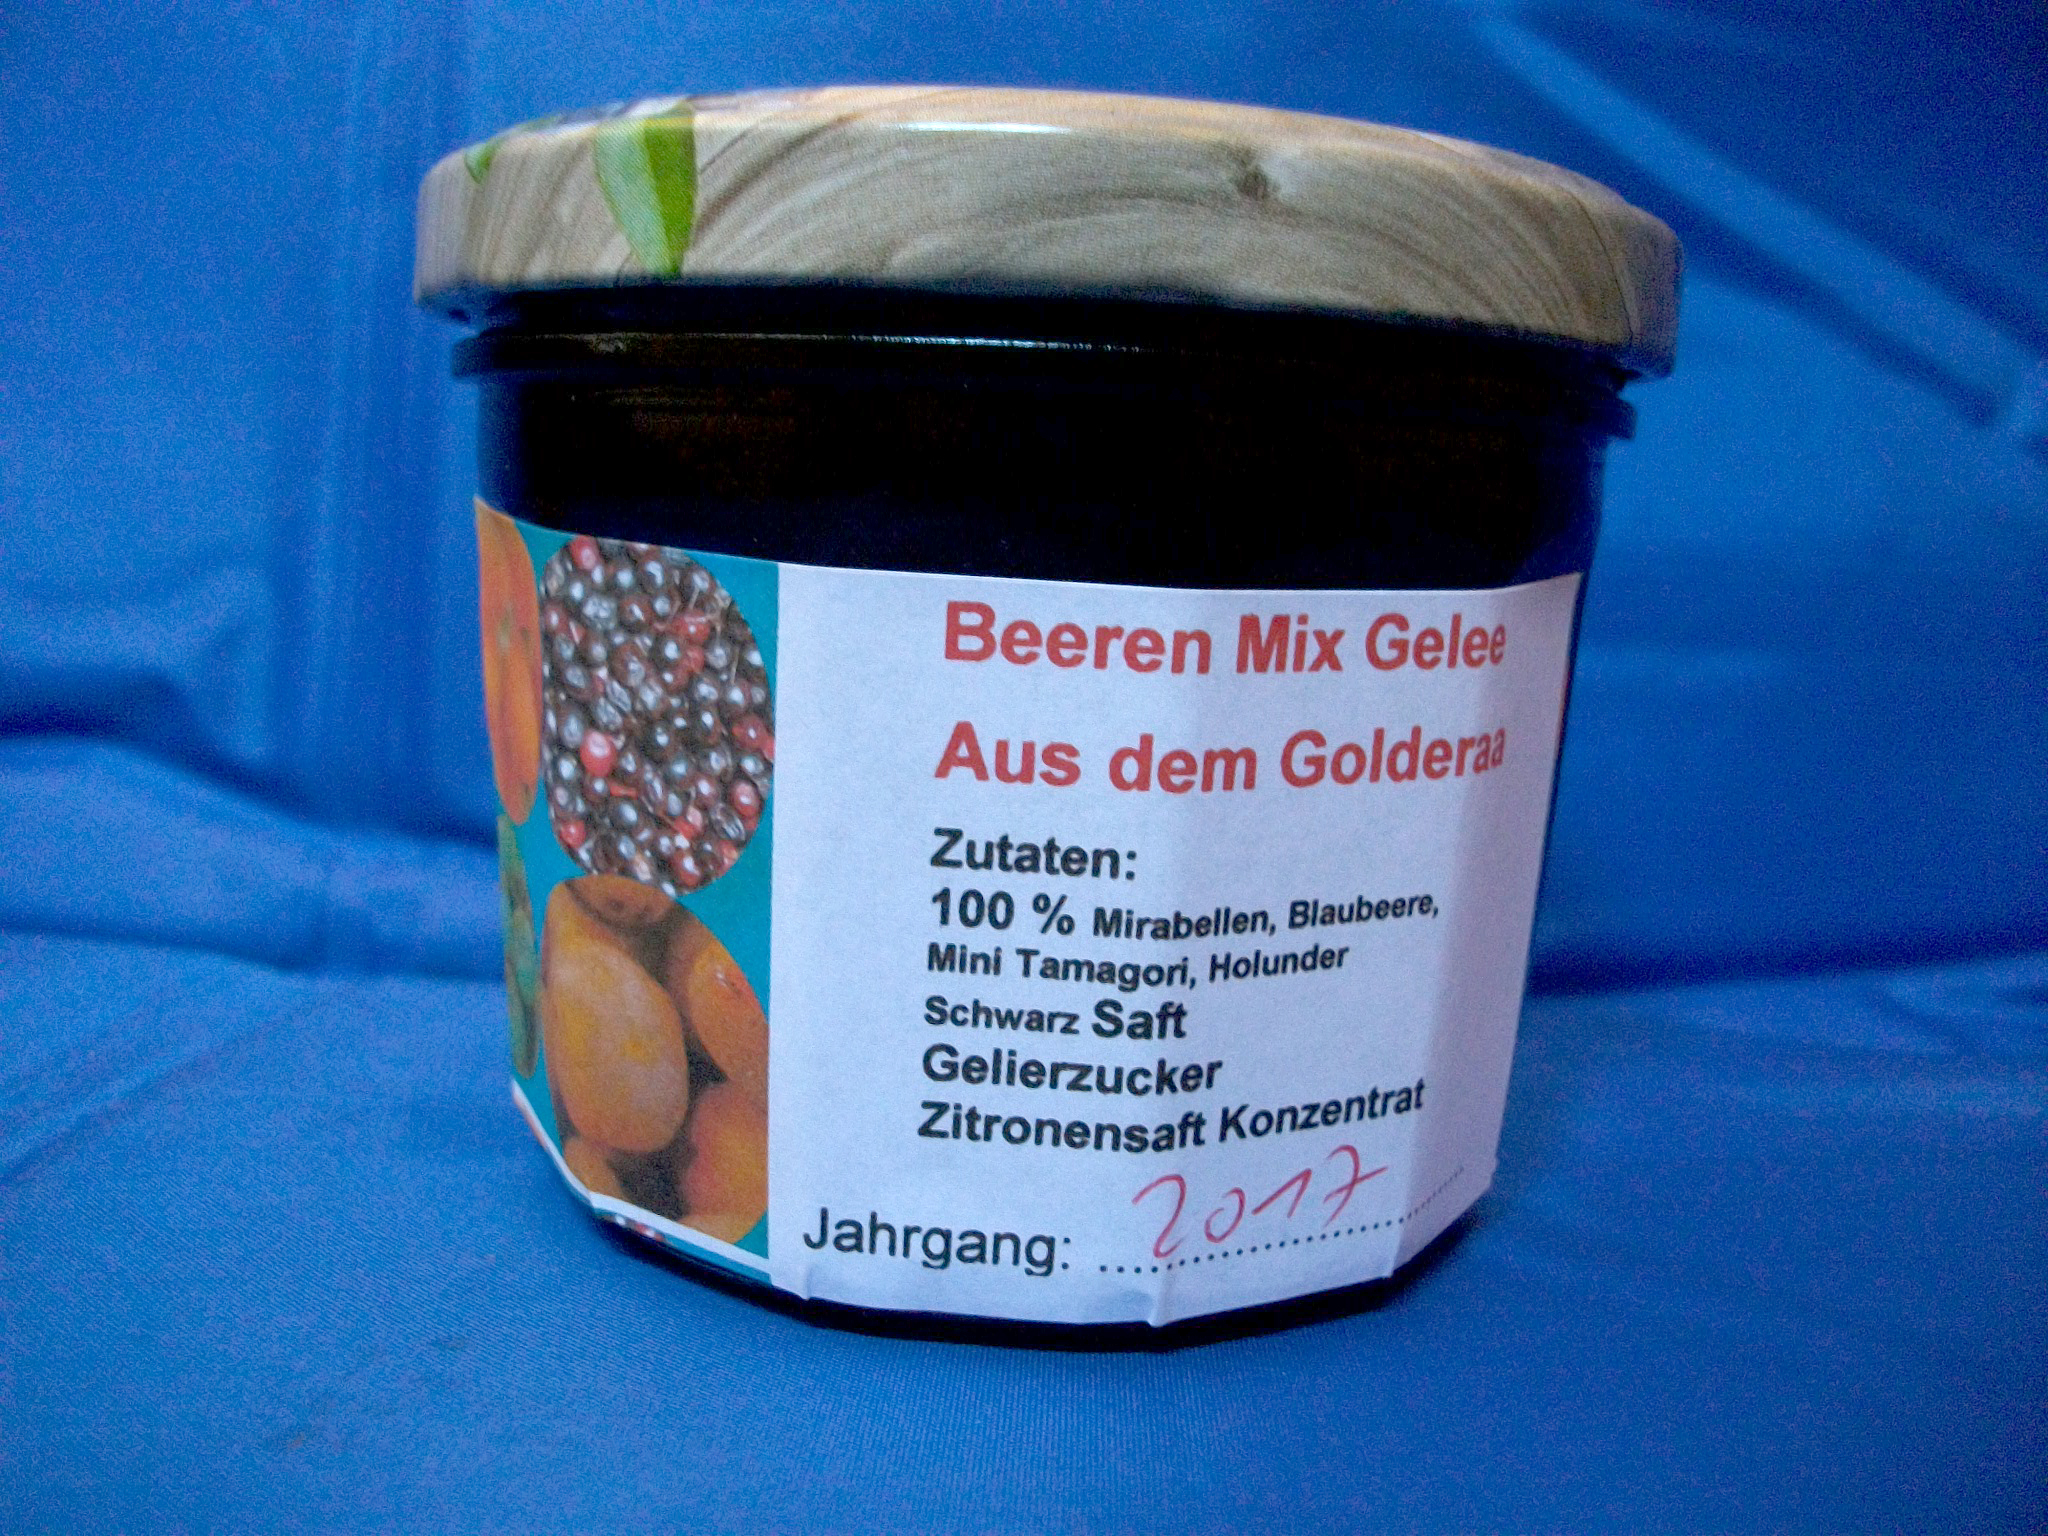 Beeren Mix Gelee
Aus dem Golderaa
Zutaten:
100 % Mirabellen, Blaubeere,
Mini Tamagori, Holunder
Schwarz Saft
Gelierzucker
Zitronensaft Konzentrat
Jahrgang: 2017